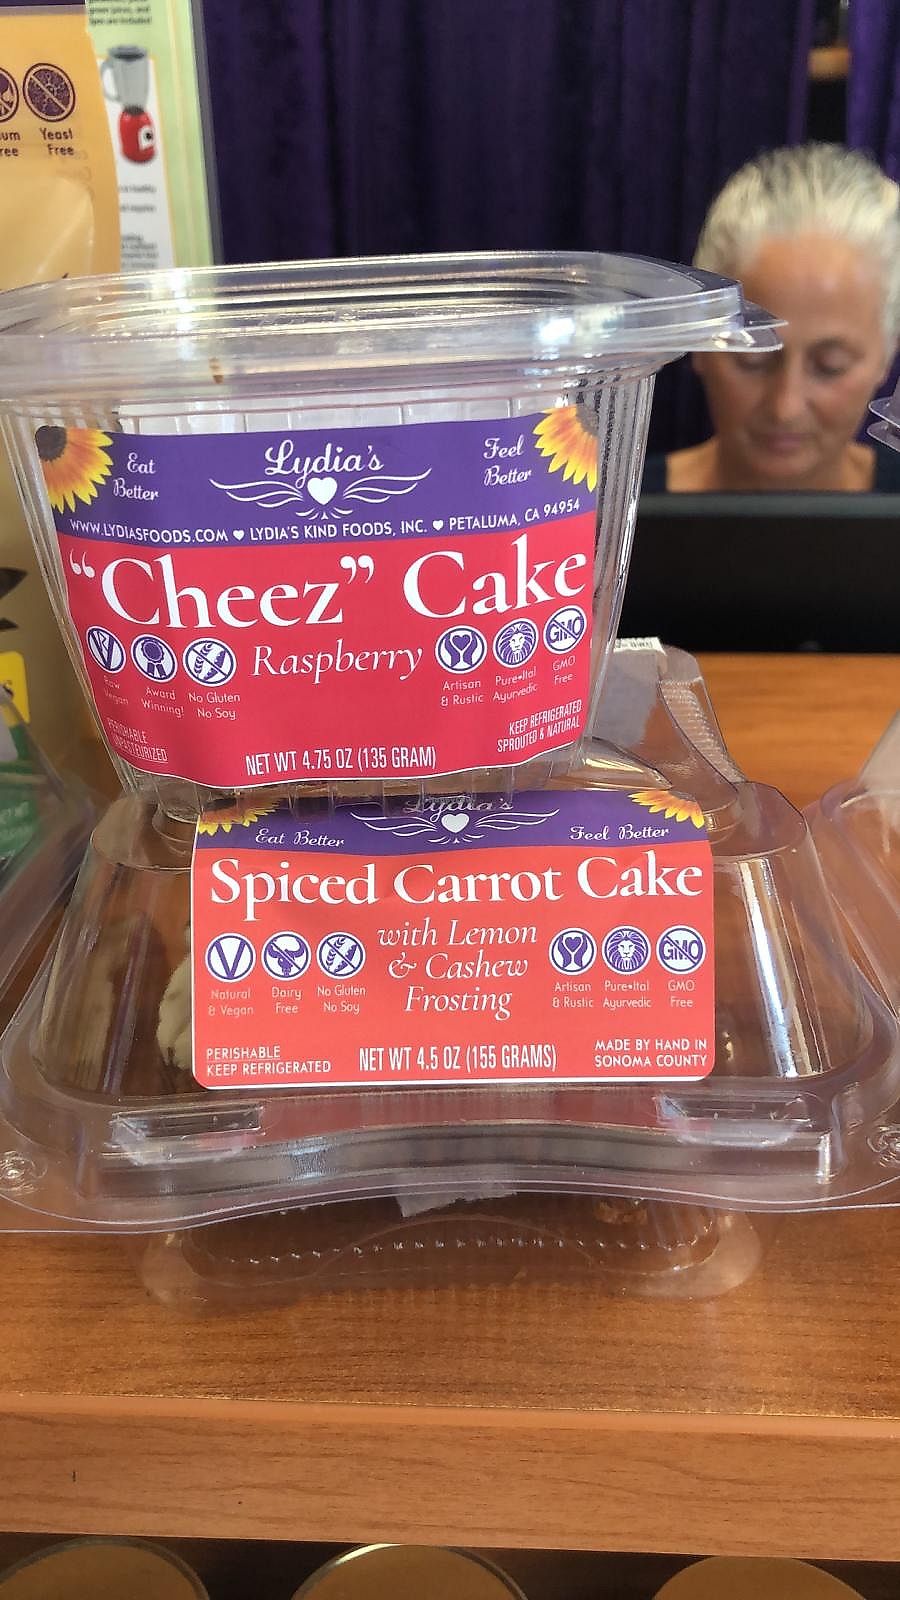 Yeast
Free
Eat
Better
Lydia's
Feel
Better
WWW.LYDIASFOODS.COM ♥ LYDIA'S KIND FOODS, INC. ♥ PETALUMA, CA 94954
"Cheez" Cake
Raspberry
Raw
Vegan
Award
Winning!
No Gluten
No Soy
Artisan
& Rustic
Pure•Ital
Ayurvedic
GMO
GMO
Free
PERISHABLE
UNPASTEURIZED
NET WT 4.75 OZ (135 GRAM)
KEEP REFRIGERATED
SPROUTED & NATURAL
Eat Better
Lydia's
Feel Better
Spiced Carrot Cake
with Lemon
& Cashew
Frosting
Natural
& Vegan
Dairy
Free
No Gluten
No Soy
Artisan
& Rustic
Pure•Ital
Ayurvedic
GMO
GMO
Free
PERISHABLE
KEEP REFRIGERATED
NET WT 4.5 OZ (155 GRAMS)
MADE BY HAND IN
SONOMA COUNTY